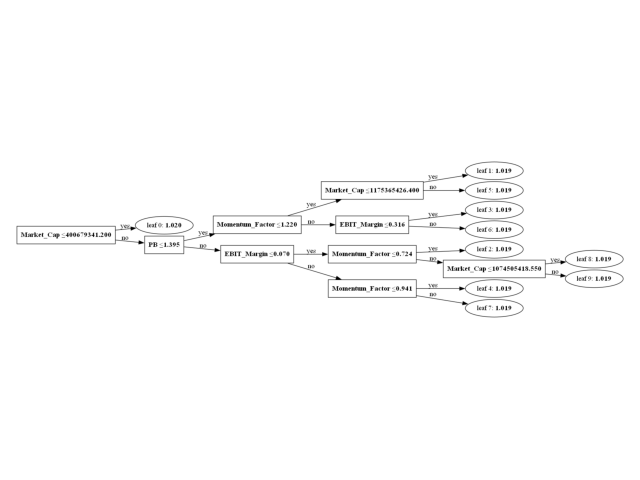 yes
leaf 1: 1.019
Market_Cap ≤1175365426.400
no
leaf 5: 1.019
yes
yes
leaf 3: 1.019
yes
leaf 0: 1.020
Momentum_Factor ≤1.220
no
EBIT_Margin ≤0.316
no
leaf 6: 1.019
Market_Cap ≤400679341.200
yes
no
PB ≤1.395
no
yes
leaf 2: 1.019
EBIT_Margin ≤0.070
yes
Momentum_Factor ≤0.724
no
yes
leaf 8: 1.019
Market_Cap ≤1074505418.550
no
leaf 9: 1.019
no
yes
leaf 4: 1.019
Momentum_Factor ≤0.941
no
leaf 7: 1.019